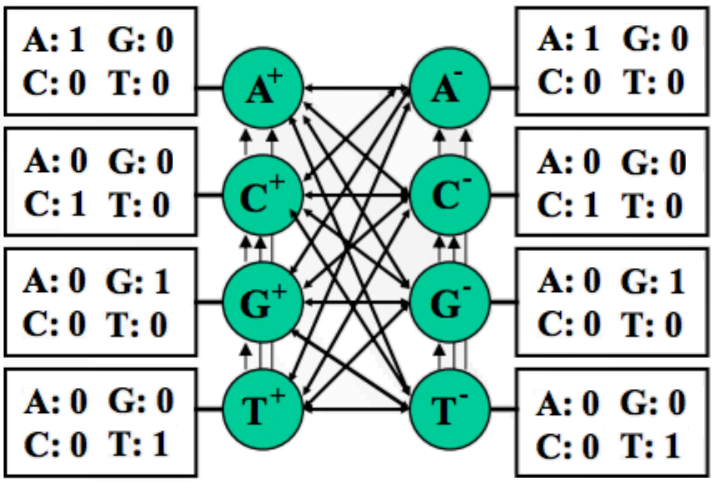 A: 1 G: 0
C: 0 T: 0
A+
A-
A: 1 G: 0
C: 0 T: 0
A: 0 G: 0
C: 1 T: 0
C+
C-
A: 0 G: 0
C: 1 T: 0
A: 0 G: 1
C: 0 T: 0
G+
G-
A: 0 G: 1
C: 0 T: 0
A: 0 G: 0
C: 0 T: 1
T+
T-
A: 0 G: 0
C: 0 T: 1